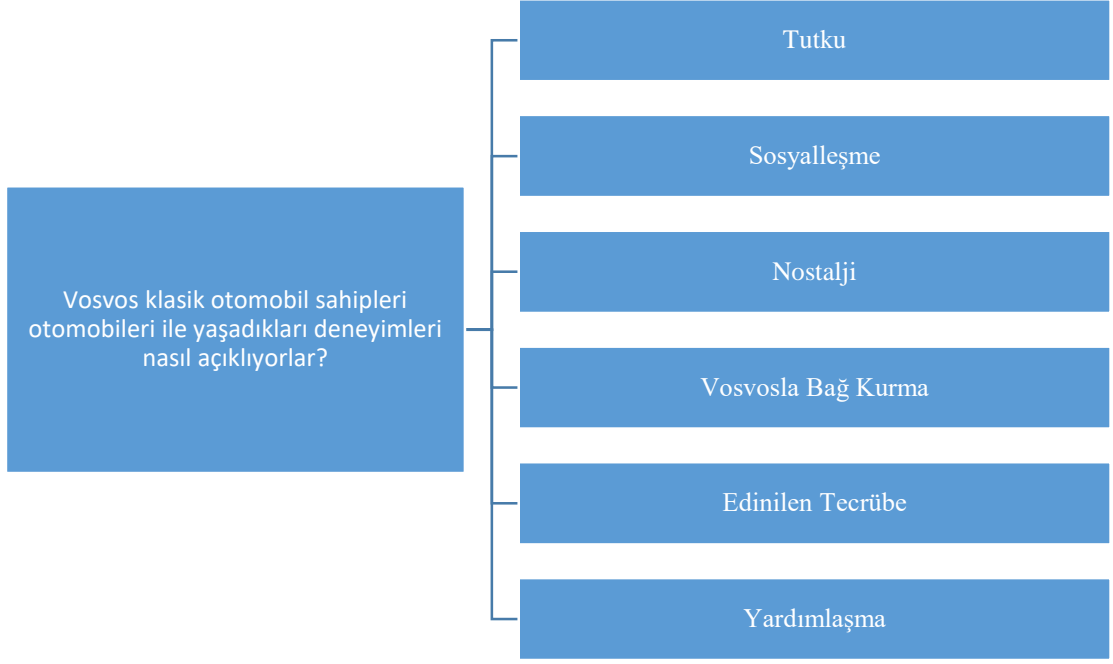 Vosvos klasik otomobil sahipleri
otomobileri ile yaşadıkları deneyimleri
nasıl açıklıyorlar?
Tutku
Sosyalleşme
Nostalji
Vosvosla Bağ Kurma
Edinilen Tecrübe
Yardımlaşma